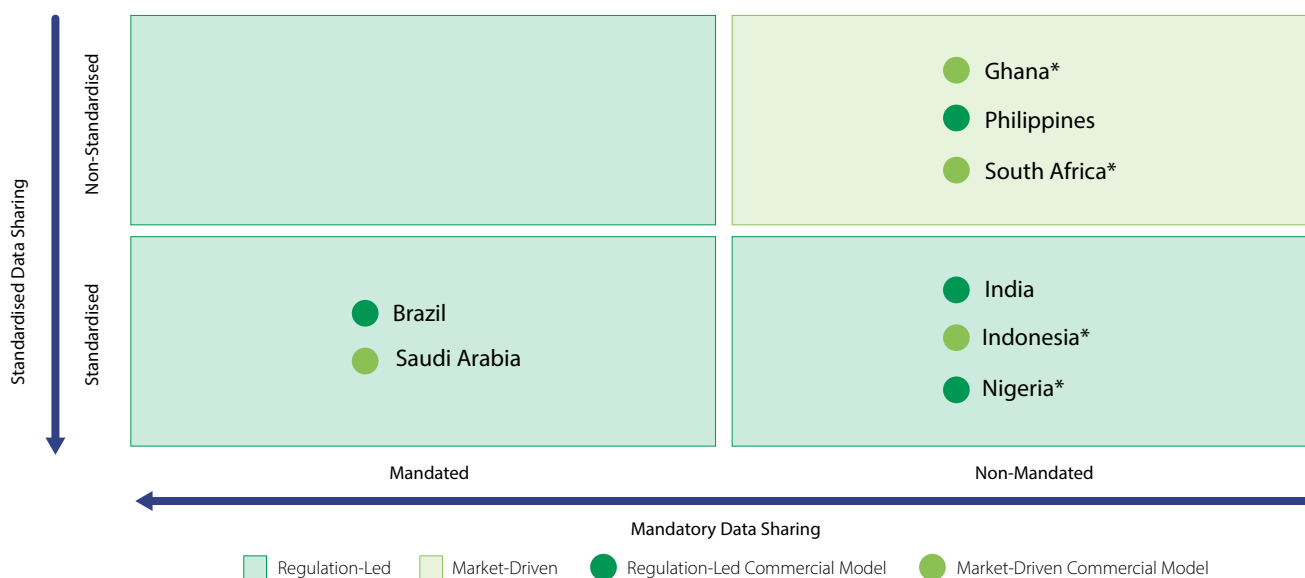 Standardised Data Sharing
Non-Standardised
Standardised
Ghana*
Philippines
South Africa*
Brazil
Saudi Arabia
India
Indonesia*
Nigeria*
Mandated
Non-Mandated
Mandatory Data Sharing
Regulation-Led
Market-Driven
Regulation-Led Commercial Model
Market-Driven Commercial Model